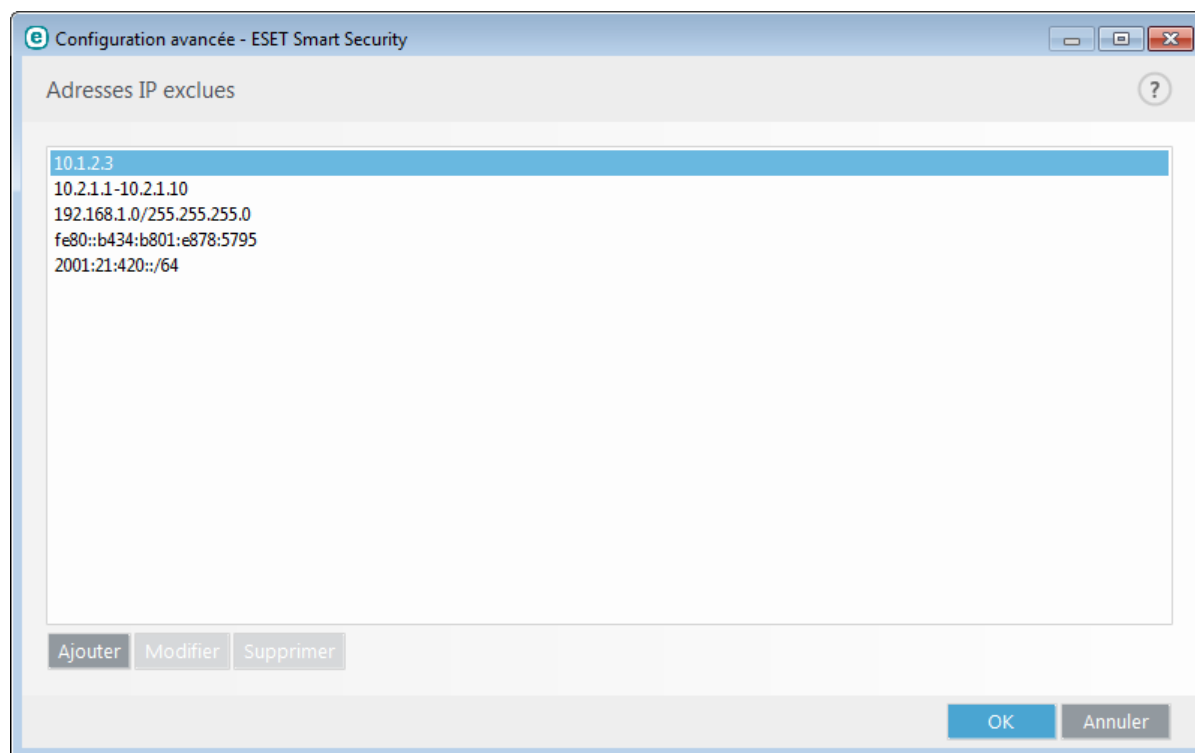 e Configuration avancée - ESET Smart Security
Adresses IP exclues
?
10.1.2.3
10.2.1.1-10.2.1.10
192.168.1.0/255.255.255.0
fe80::b434:b801:e878:5795
2001:21:420::/64
Ajouter Modifier Supprimer
OK Annuler